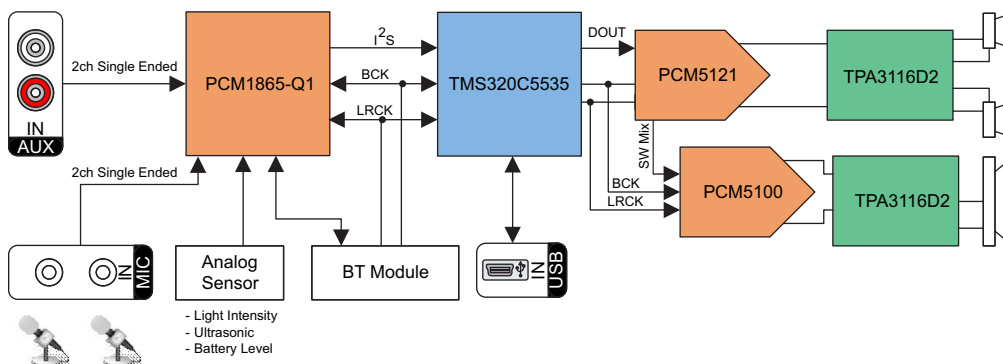 IN
AUX
2ch Single Ended
2ch Single Ended
PCM1865-Q1
I2S
BCK
LRCK
TMS320C5535
DOUT
PCM5121
TPA3116D2
SW Mix
BCK
LRCK
PCM5100
TPA3116D2
IN
MIC
Analog
Sensor
- Light Intensity
- Ultrasonic
- Battery Level
BT Module
IN
USB